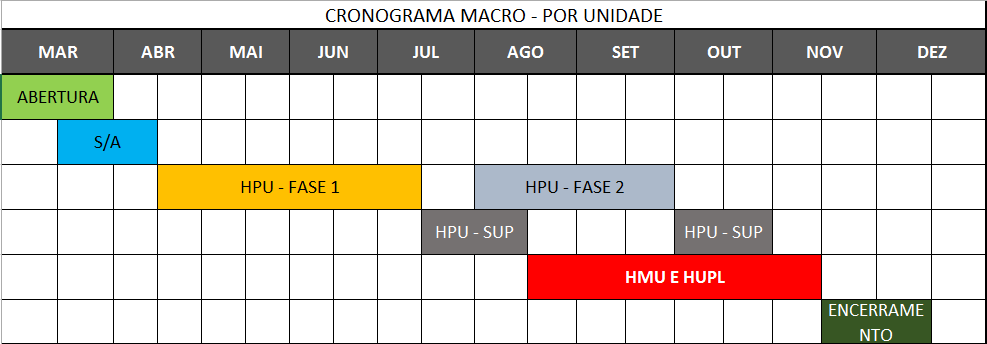 CRONOGRAMA MACRO - POR UNIDADE
MAR ABR MAI JUN JUL AGO SET OUT NOV DEZ
ABERTURA
S/A
HPU - FASE 1 HPU - FASE 2
HPU - SUP HPU - SUP
HMU E HUPL
ENCERRAME
NTO